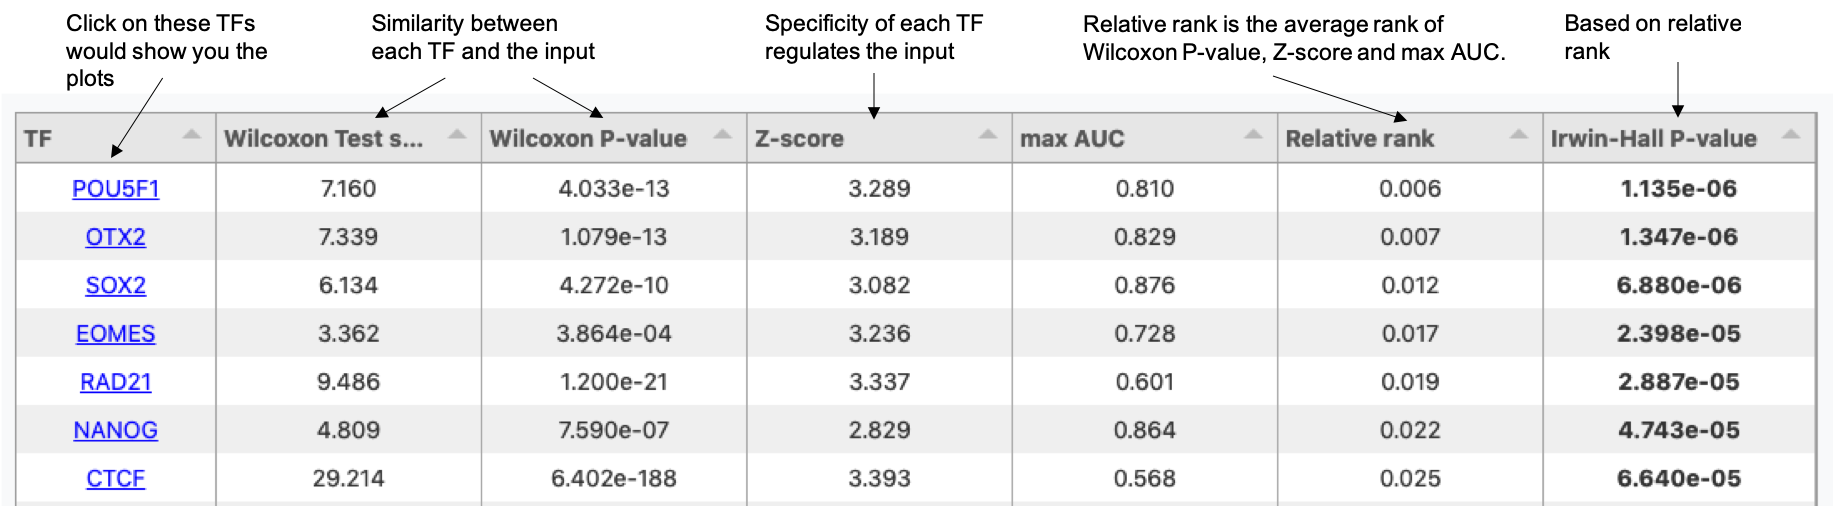 Click on these TFs
would show you the
plots
Similarity between
each TF and the input
Specificity of each TF
regulates the input
Relative rank is the average rank of
Wilcoxon P-value, Z-score and max AUC.
Based on relative
rank
TF Wilcoxon Test s... Wilcoxon P-value Z-score max AUC Relative rank Irwin-Hall P-value
POU5F1 7.160 4.033e-13 3.289 0.810 0.006 1.135e-06
OTX2 7.339 1.079e-13 3.189 0.829 0.007 1.347e-06
SOX2 6.134 4.272e-10 3.082 0.876 0.012 6.880e-06
EOMES 3.362 3.864e-04 3.236 0.728 0.017 2.398e-05
RAD21 9.486 1.200e-21 3.337 0.601 0.019 2.887e-05
NANOG 4.809 7.590e-07 2.829 0.864 0.022 4.743e-05
CTCF 29.214 6.402e-188 3.393 0.568 0.025 6.640e-05